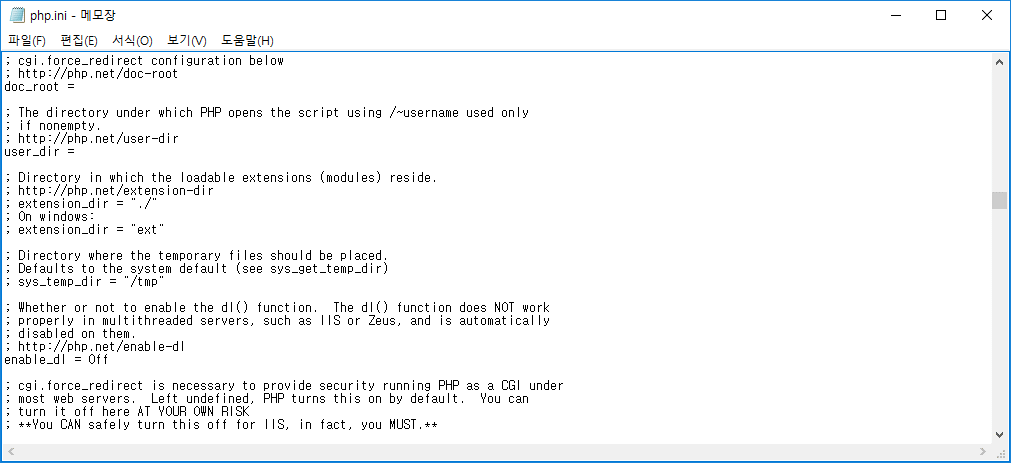 php.ini - 메모장
파일(F) 편집(E) 서식(O) 보기(V) 도움말(H)
; cgi.force_redirect configuration below
; http://php.net/doc-root
doc_root =
; The directory under which PHP opens the script using /~username used only
; if nonempty.
; http://php.net/user-dir
user_dir =
; Directory in which the loadable extensions (modules) reside.
; http://php.net/extension-dir
; extension_dir = "./"
; On windows:
; extension_dir = "ext"
; Directory where the temporary files should be placed.
; Defaults to the system default (see sys_get_temp_dir)
; sys_temp_dir = "/tmp"
; Whether or not to enable the dl() function.  The dl() function does NOT work
; properly in multithreaded servers, such as IIS or Zeus, and is automatically
; disabled on them.
; http://php.net/enable-dl
enable_dl = Off
; cgi.force_redirect is necessary to provide security running PHP as a CGI under
; most web servers.  Left undefined, PHP turns this on by default.  You can
; turn it off here AT YOUR OWN RISK
; **You CAN safely turn this off for IIS, in fact, you MUST.**